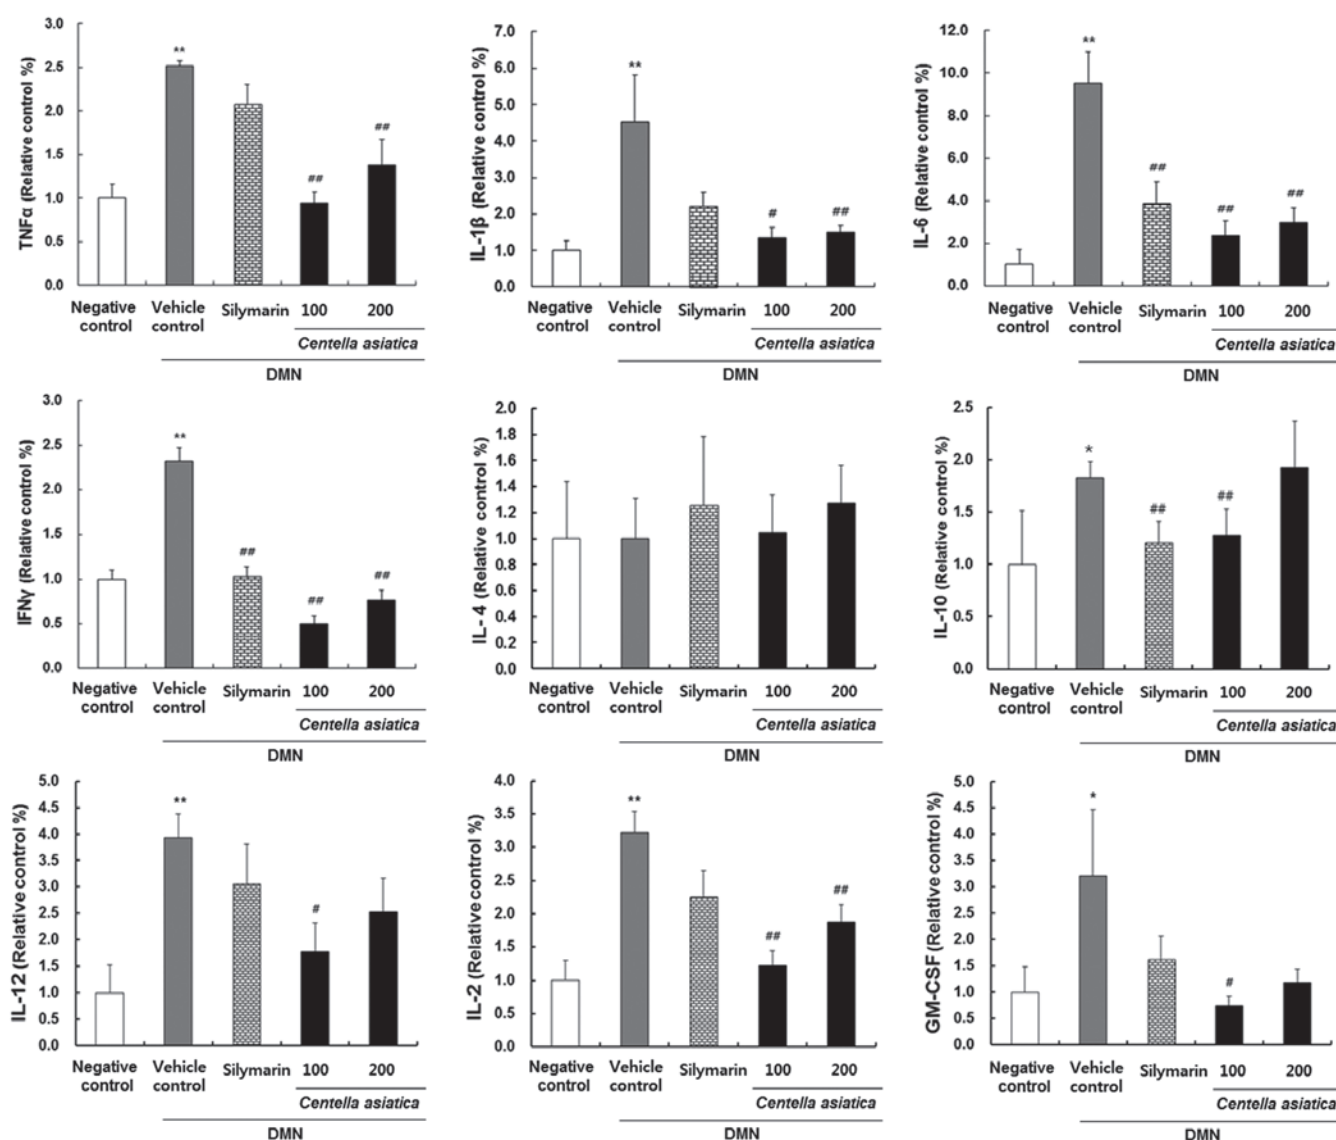 TNFα (Relative control %)
3.0
2.5
2.0
1.5
1.0
0.5
0.0
**
##
##
Negative control
Vehicle control
Silymarin
100
200
Centella asiatica
DMN
IL-1β (Relative control %)
7.0
6.0
5.0
4.0
3.0
2.0
1.0
0.0
**
#
##
Negative control
Vehicle control
Silymarin
100
200
Centella asiatica
DMN
IL-6 (Relative control %)
12.0
10.0
8.0
6.0
4.0
2.0
0.0
**
##
##
##
Negative control
Vehicle control
Silymarin
100
200
Centella asiatica
DMN
IFNγ (Relative control %)
3.0
2.5
2.0
1.5
1.0
0.5
0.0
**
##
##
##
Negative control
Vehicle control
Silymarin
100
200
Centella asiatica
DMN
IL- 4 (Relative control %)
2.0
1.8
1.6
1.4
1.2
1.0
0.8
0.6
0.4
0.2
0.0
Negative control
Vehicle control
Silymarin
100
200
Centella asiatica
DMN
IL-10 (Relative control %)
2.5
2.0
1.5
1.0
0.5
0.0
*
##
##
Negative control
Vehicle control
Silymarin
100
200
Centella asiatica
DMN
IL-12 (Relative control %)
5.0
4.5
4.0
3.5
3.0
2.5
2.0
1.5
1.0
0.5
0.0
**
#
Negative control
Vehicle control
Silymarin
100
200
Centella asiatica
DMN
IL-2 (Relative control %)
4.0
3.5
3.0
2.5
2.0
1.5
1.0
0.5
0.0
**
##
##
Negative control
Vehicle control
Silymarin
100
200
Centella asiatica
DMN
GM-CSF (Relative control %)
5.0
4.5
4.0
3.5
3.0
2.5
2.0
1.5
1.0
0.5
0.0
*
#
Negative control
Vehicle control
Silymarin
100
200
Centella asiatica
DMN